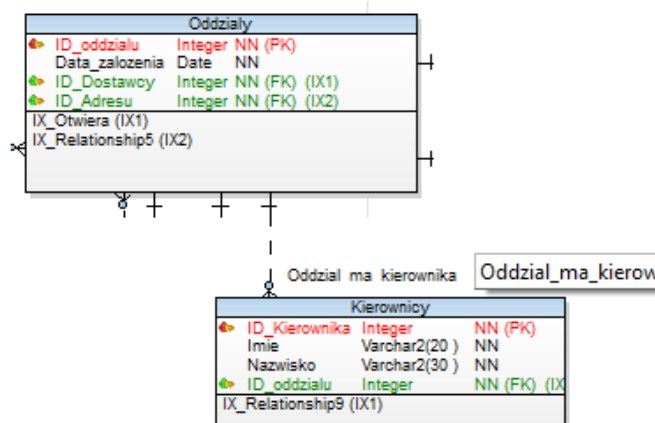 Oddzialy
ID_oddzialu Integer NN (PK)
Data_zalozenia Date NN
ID_Dostawcy Integer NN (FK) (IX1)
ID_Adresu Integer NN (FK) (IX2)
IX_Otwiera (IX1)
IX_Relationship5 (IX2)
Oddzial ma kierownika
Oddzial_ma_kierow
Kierownicy
ID_Kierownika Integer NN (PK)
Imie Varchar2(20 ) NN
Nazwisko Varchar2(30 ) NN
ID_oddzialu Integer NN (FK) (IX
IX_Relationship9 (IX1)